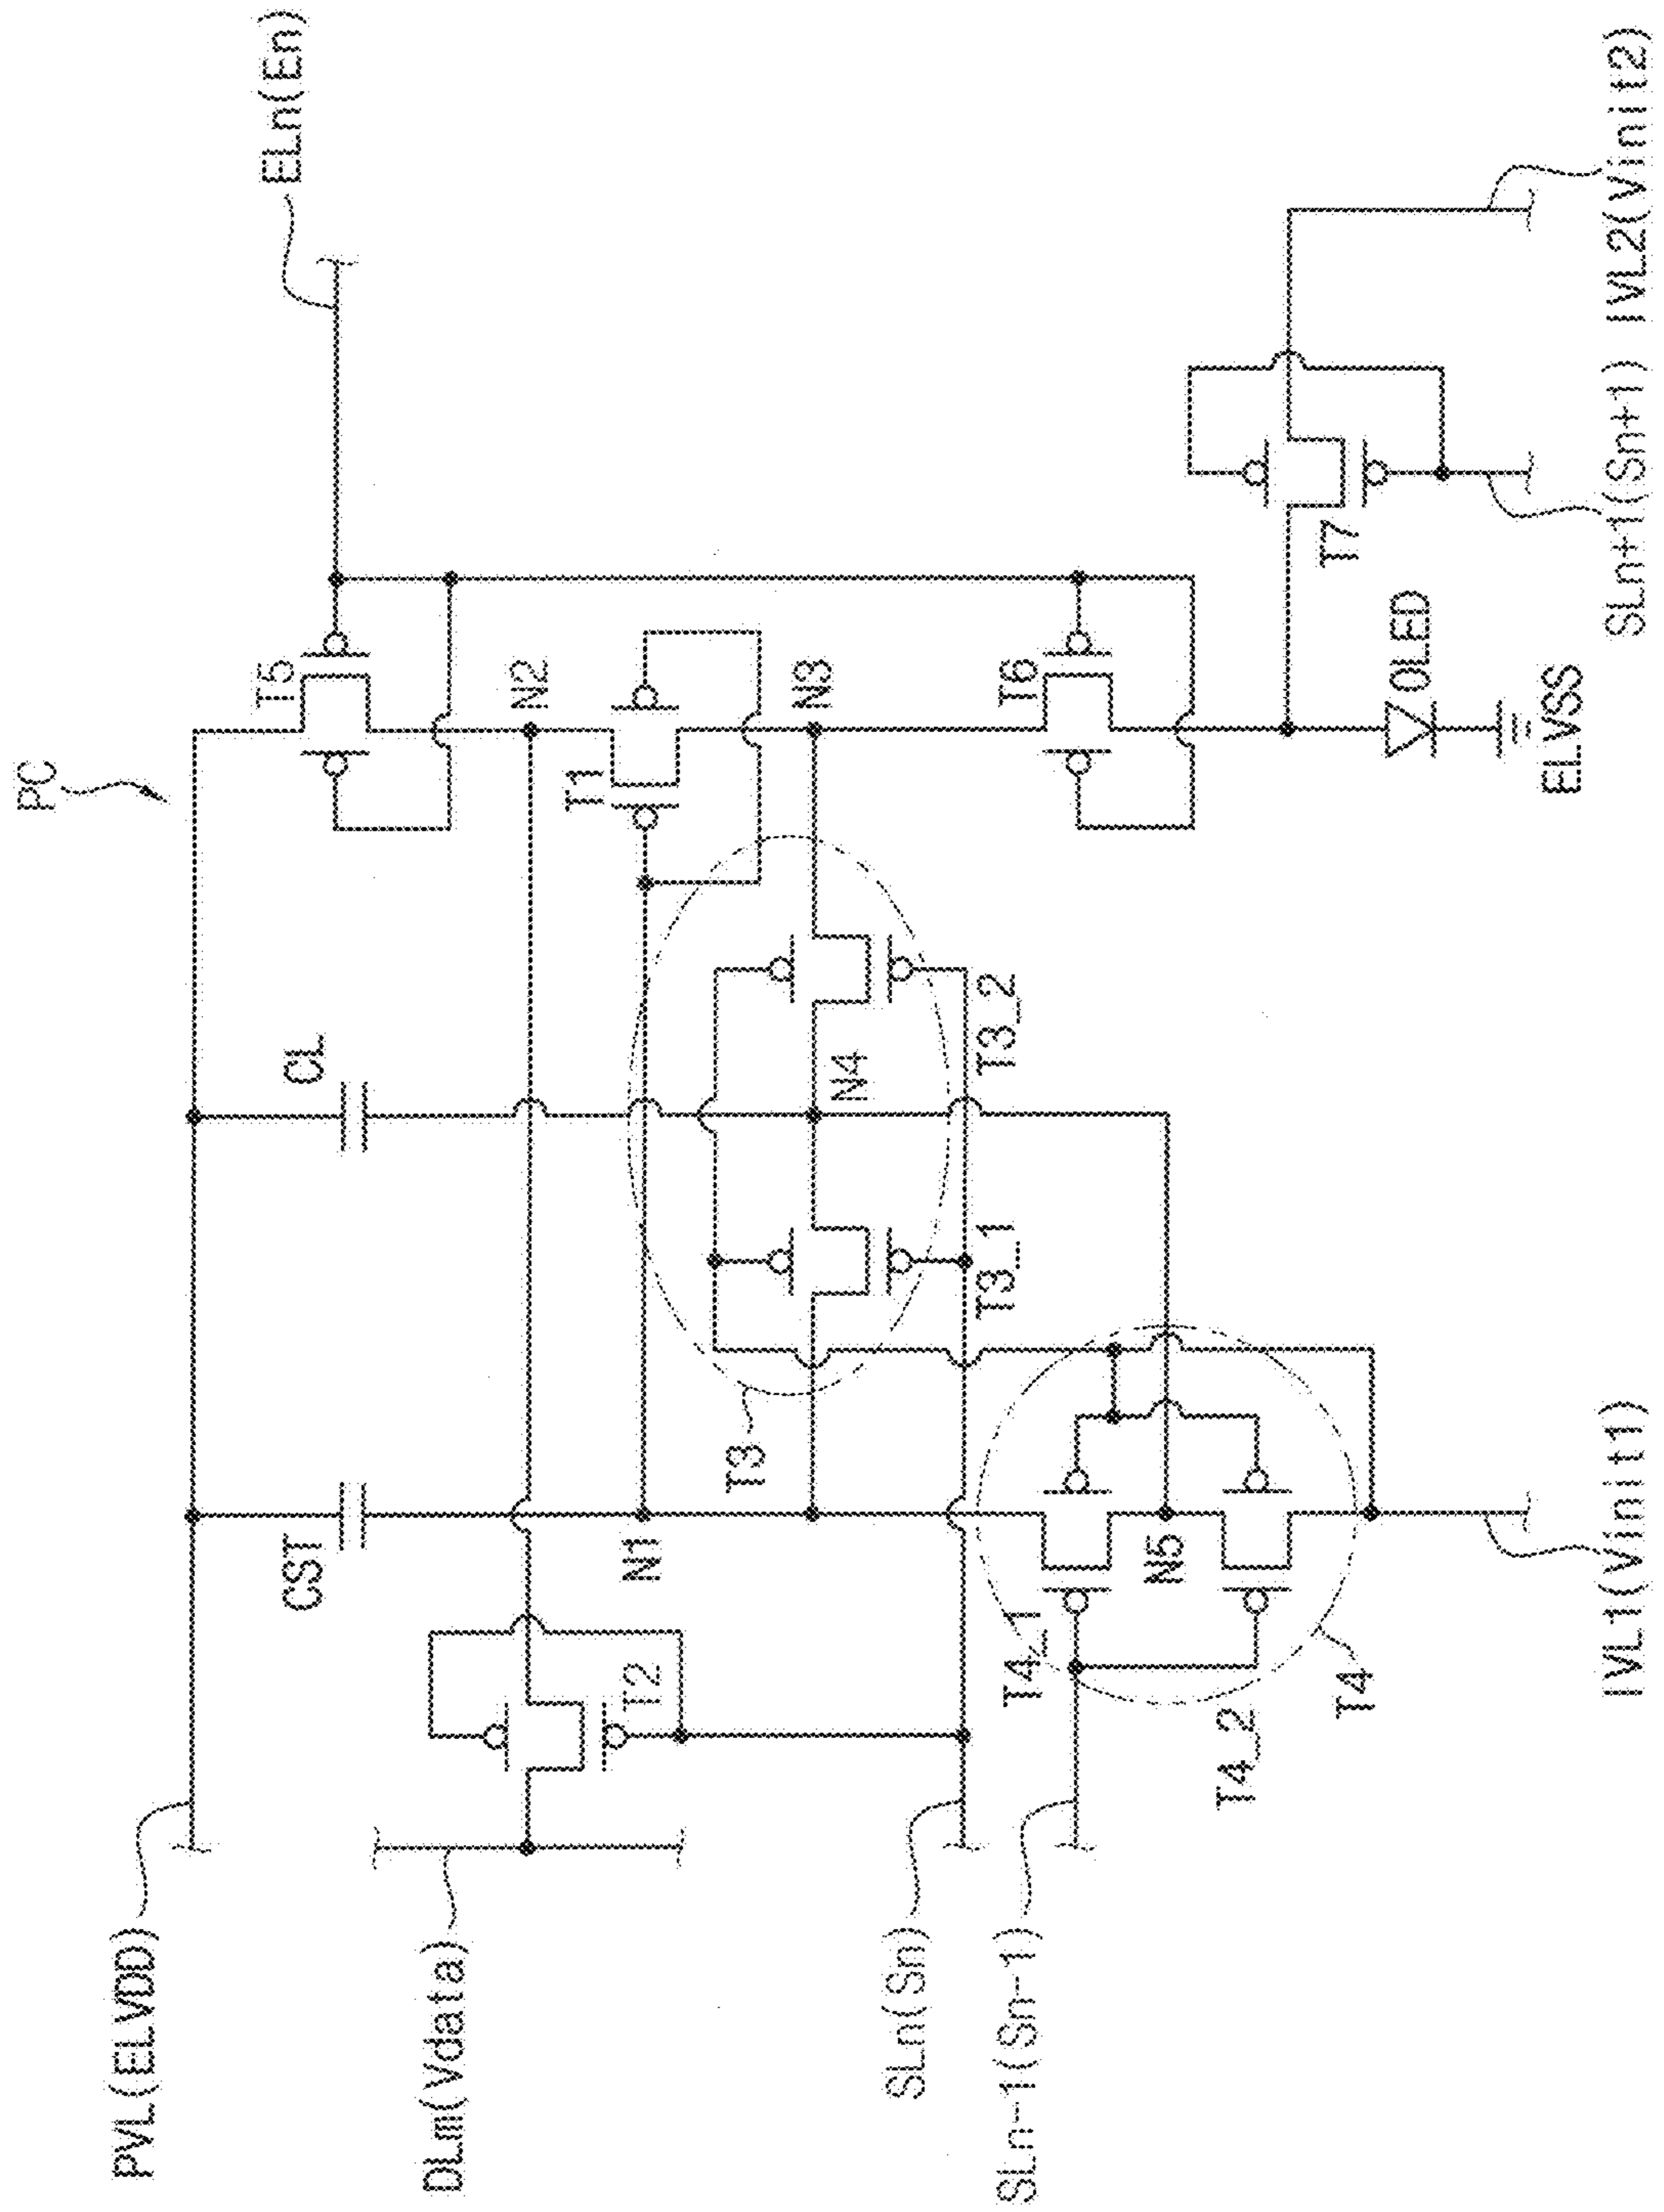 PC
PVL(ELVDD)
CST
CL
T5
ELn(En)
DLm(Vdata)
N2
T2
N1
T1
T3
N4
N3
SLn(Sn)
T3_1
T3_2
SLn-1(Sn-1)
T4_1
T6
N5
T4_2
T4
T7
OLED
ELVSS
IVL1(Vinit1)
SLn+1(Sn+1)
IVL2(Vinit2)